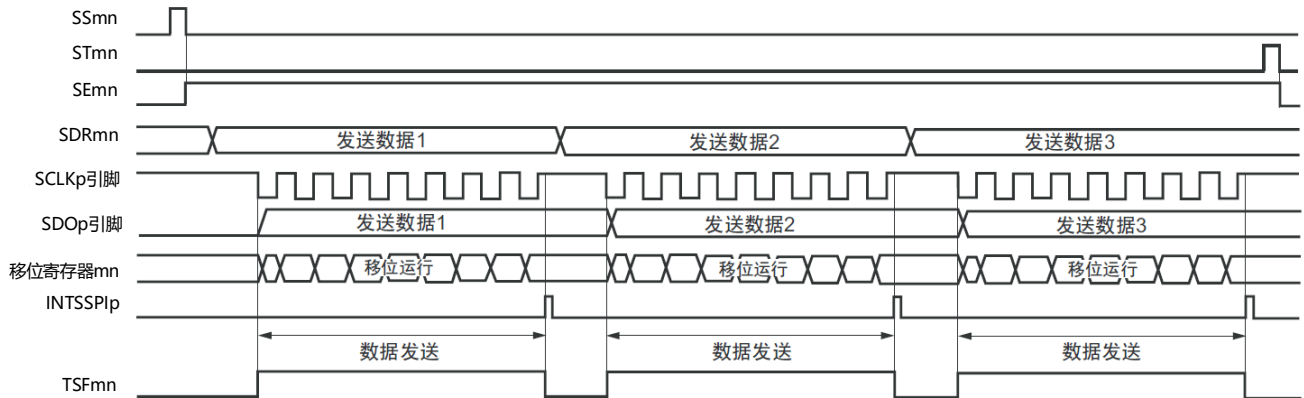 SSmn
STmn
SEmn
SDRmn 发送数据1 发送数据2 发送数据3
SCLKp引脚
SDOp引脚 发送数据1 发送数据2 发送数据3
移位寄存器mn 移位运行 移位运行 移位运行
INTSSPIp
数据发送 数据发送 数据发送
TSFmn